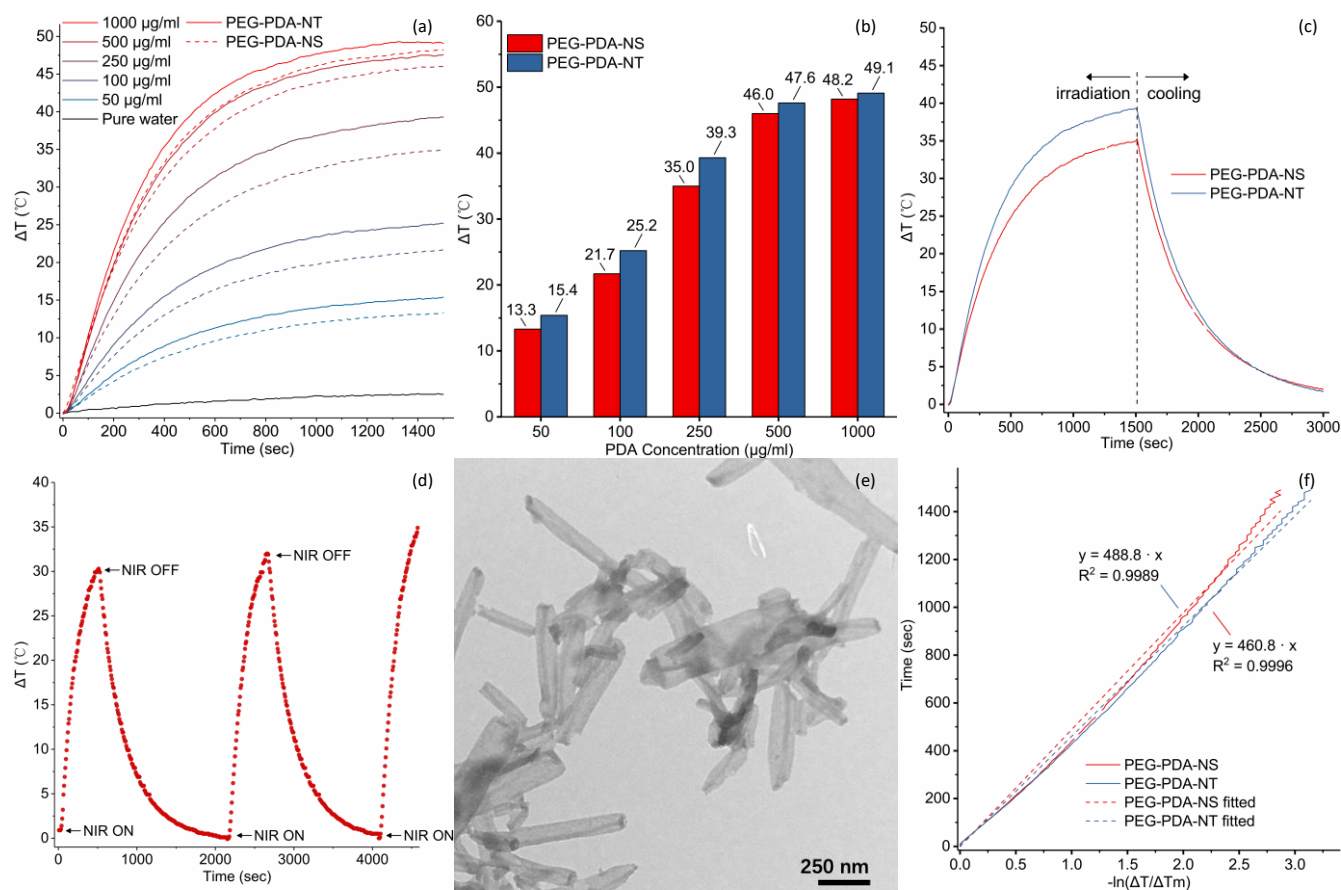 (a)
1000 µg/ml
500 µg/ml
250 µg/ml
100 µg/ml
50 µg/ml
Pure water
PEG-PDA-NT
PEG-PDA-NS
50
45
40
35
30
25
20
15
10
5
0
ΔT (℃)
0 200 400 600 800 1000 1200 1400
Time (sec)
(b)
PEG-PDA-NS
PEG-PDA-NT
60
50
40
30
20
10
0
ΔT (℃)
13.3 15.4
21.7 25.2
35.0 39.3
46.0 47.6
48.2 49.1
50 100 250 500 1000
PDA Concentration (µg/ml)
(c)
irradiation cooling
PEG-PDA-NS
PEG-PDA-NT
50
45
40
35
30
25
20
15
10
5
0
ΔT (℃)
0 500 1000 1500 2000 2500 3000
Time (sec)
(d)
40
35
30
25
20
15
10
5
0
ΔT (℃)
NIR OFF
NIR OFF
NIR ON
NIR ON
NIR ON
0 1000 2000 3000 4000
Time (sec)
(e)
250 nm
(f)
1400
1200
1000
800
600
400
200
0
Time (sec)
y = 488.8 · x
R² = 0.9989
y = 460.8 · x
R² = 0.9996
PEG-PDA-NS
PEG-PDA-NT
PEG-PDA-NS fitted
PEG-PDA-NT fitted
0.0 0.5 1.0 1.5 2.0 2.5 3.0
-ln(ΔT/ΔTm)